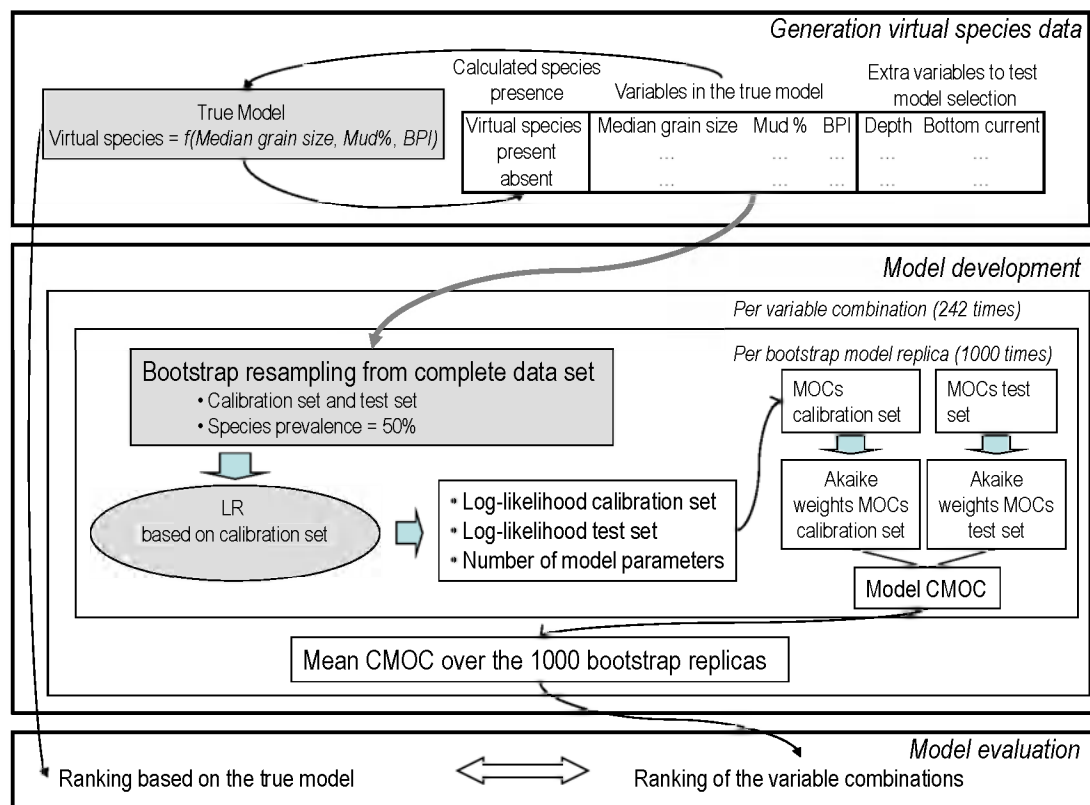 Generation virtual species data
Calculated species
presence
Variables in the true model
Extra variables to test
model selection
True Model
Virtual species = f(Median grain size, Mud%, BPI)
Virtual species Median grain size Mud % BPI Depth Bottom current
present ... ... ... ... ...
absent ... ... ... ... ...
Model development
Per variable combination (242 times)
Per bootstrap model replica (1000 times)
Bootstrap resampling from complete data set
• Calibration set and test set
• Species prevalence = 50%
MOCs
calibration set
MOCs test
set
LR
based on calibration set
• Log-likelihood calibration set
• Log-likelihood test set
• Number of model parameters
Akaike
weights MOCs
calibration set
Akaike
weights MOCs
test set
Model CMOC
Mean CMOC over the 1000 bootstrap replicas
Model evaluation
Ranking based on the true model
Ranking of the variable combinations